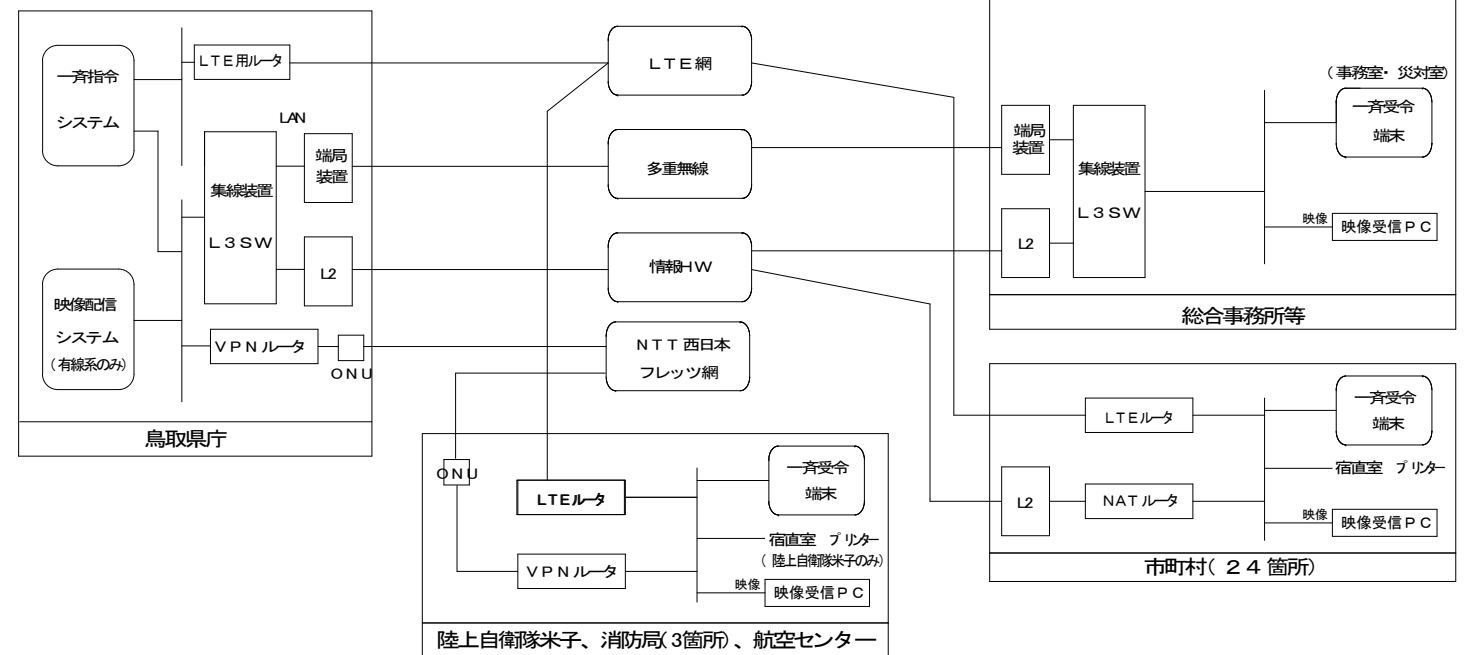 一斉指令
システム
LTE用ルータ
LAN
集線装置
L3SW
端局
装置
L2
映像配信
システム
(有線系のみ)
VPNルータ
ONU
鳥取県庁
LTE網
多重無線
情報HW
NTT西日本
フレッツ網
ONU
LTEルータ
VPNルータ
一斉受令
端末
宿直室 プリンター
(陸上自衛隊米子のみ)
映像
映像受信PC
陸上自衛隊米子、消防局(3箇所)、航空センター
端局
装置
L2
集線装置
L3SW
(事務室・災対室)
一斉受令
端末
映像
映像受信PC
総合事務所等
LTEルータ
L2
NATルータ
一斉受令
端末
宿直室 プリンター
映像
映像受信PC
市町村(24箇所)